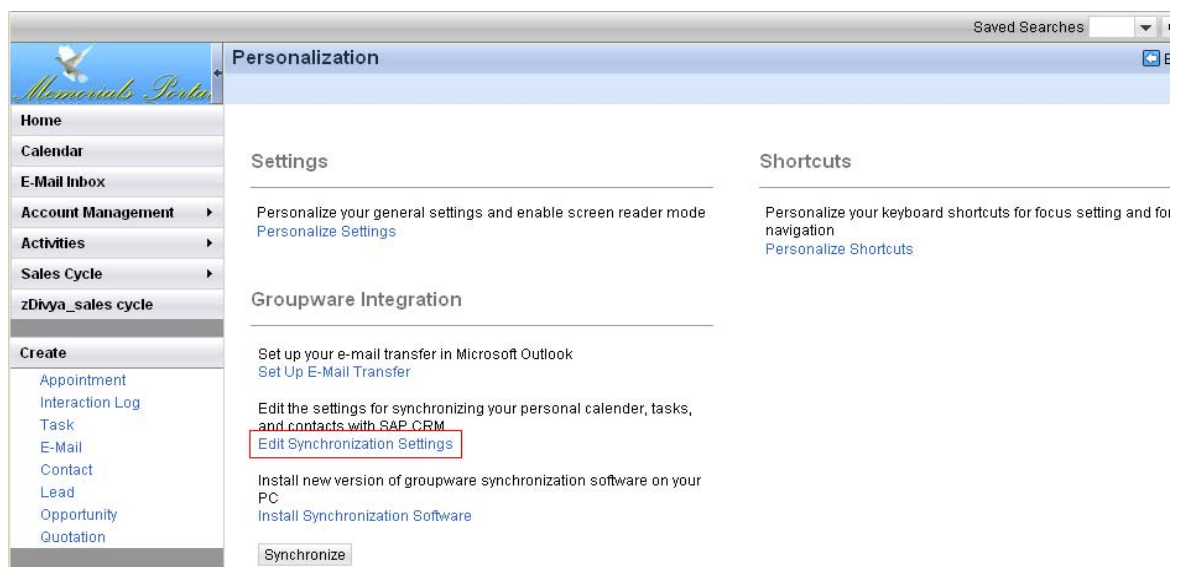 Saved Searches
Memorials Porta
Personalization
Home
Calendar
E-Mail Inbox
Account Management
Activities
Sales Cycle
zDivya_sales cycle
Create
Appointment
Interaction Log
Task
E-Mail
Contact
Lead
Opportunity
Quotation
Settings
Personalize your general settings and enable screen reader mode
Personalize Settings
Groupware Integration
Set up your e-mail transfer in Microsoft Outlook
Set Up E-Mail Transfer
Edit the settings for synchronizing your personal calender, tasks,
and contacts with SAP CRM
Edit Synchronization Settings
Install new version of groupware synchronization software on your
PC
Install Synchronization Software
Synchronize
Shortcuts
Personalize your keyboard shortcuts for focus setting and for
navigation
Personalize Shortcuts